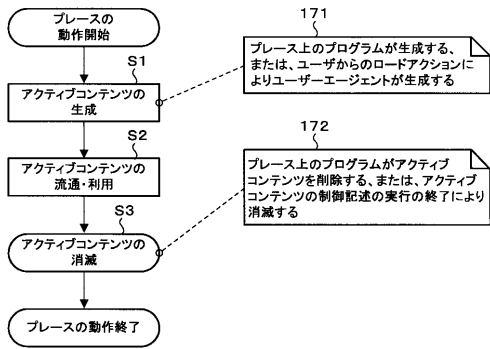 プレースの
動作開始
S1
アクティブコンテンツの
生成
S2
アクティブコンテンツの
流通・利用
S3
アクティブコンテンツの
消滅
プレースの動作終了
171
プレース上のプログラムが生成する、
または、ユーザからのロードアクションに
よりユーザーエージェントが生成する
172
プレース上のプログラムがアクティブ
コンテンツを削除する、または、アクティブ
コンテンツの制御記述の実行の終了により
消滅する